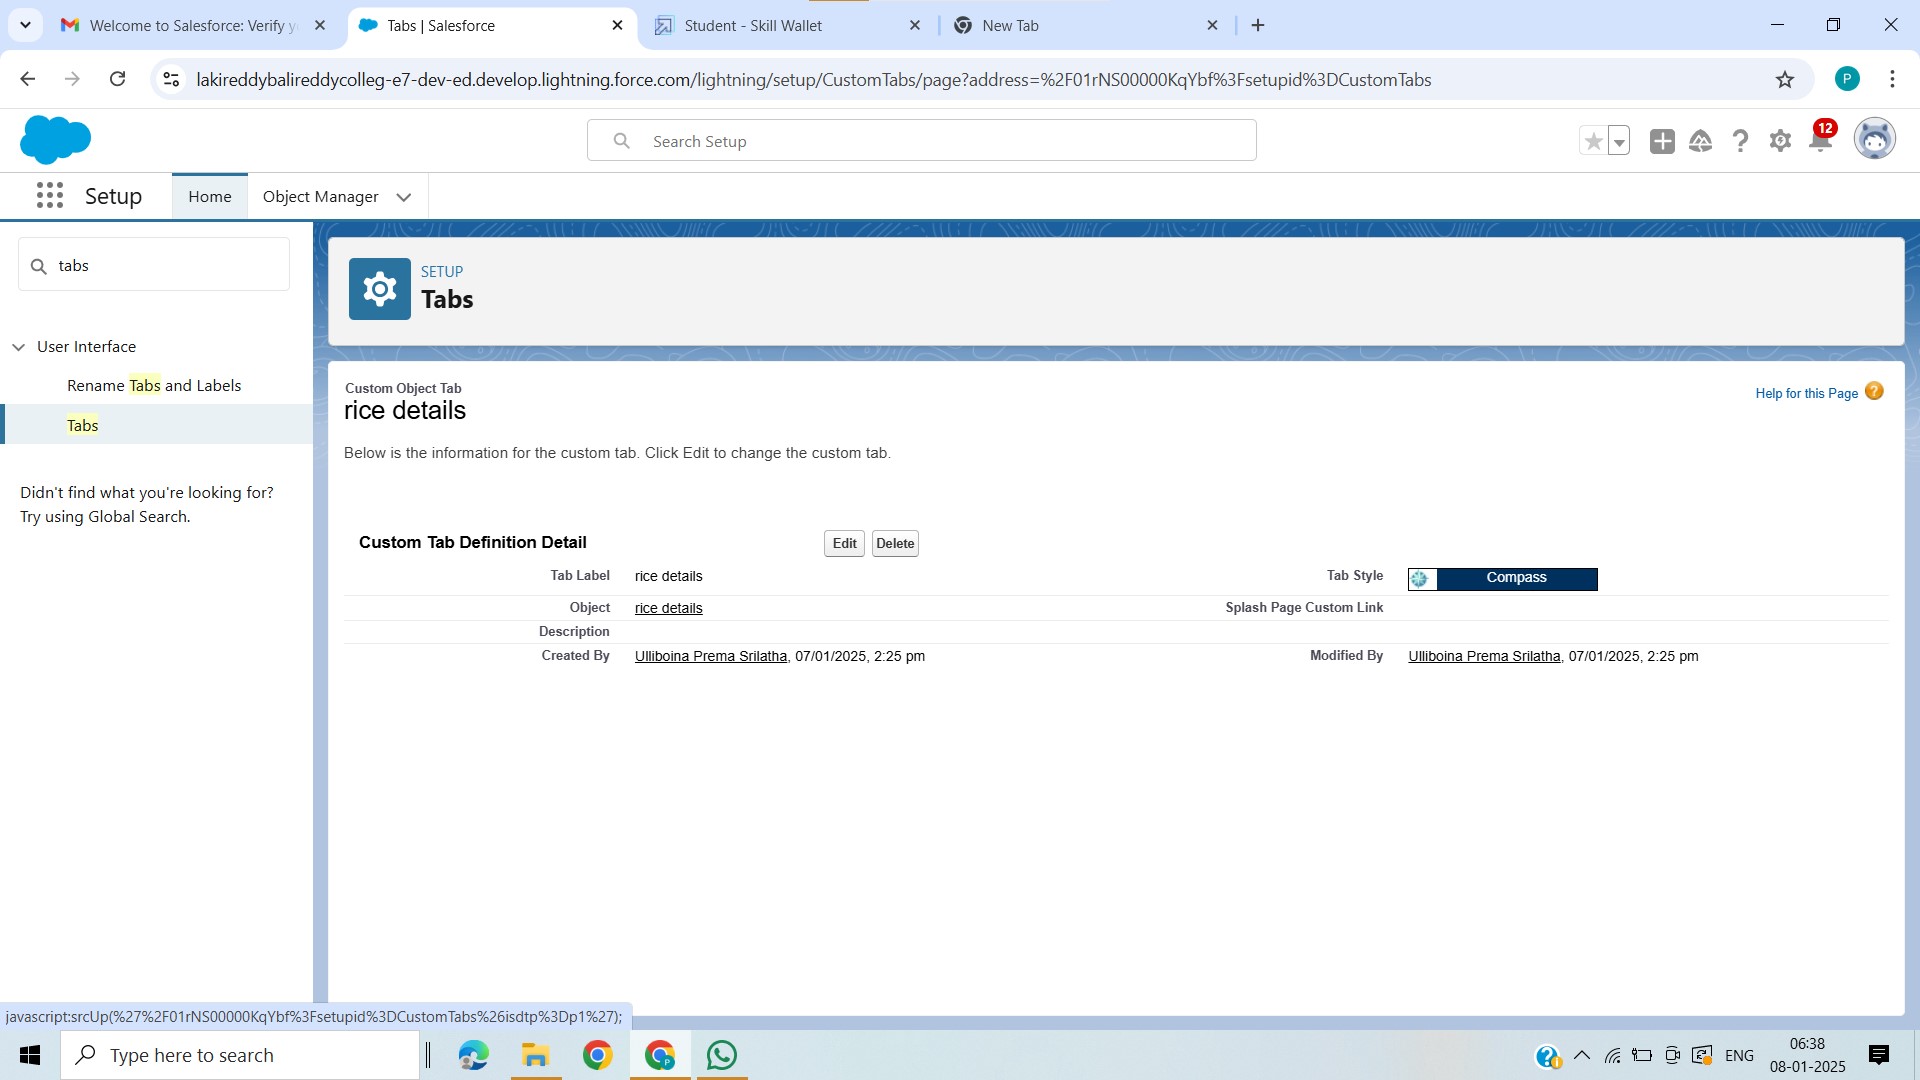 Welcome to Salesforce: Verify y
Tabs | Salesforce
Student - Skill Wallet
New Tab
lakireddybalireddycolleg-e7-dev-ed.develop.lightning.force.com/lightning/setup/CustomTabs/page?address=%2F01rNS00000KqYbf%3Fsetupid%3DCustomTabs
P
Search Setup
12
Setup
Home
Object Manager
tabs
User Interface
Rename Tabs and Labels
Tabs
Didn't find what you're looking for?
Try using Global Search.
SETUP
Tabs
Custom Object Tab
rice details
Help for this Page
Below is the information for the custom tab. Click Edit to change the custom tab.
Custom Tab Definition Detail
Edit
Delete
Tab Label rice details
Tab Style Compass
Object rice details
Splash Page Custom Link
Description
Created By Ulliboina Prema Srilatha, 07/01/2025, 2:25 pm
Modified By Ulliboina Prema Srilatha, 07/01/2025, 2:25 pm
javascript:srcUp(%27%2F01rNS00000KqYbf%3Fsetupid%3DCustomTabs%26isdtp%3Dp1%27);
Type here to search
ENG
06:38
08-01-2025